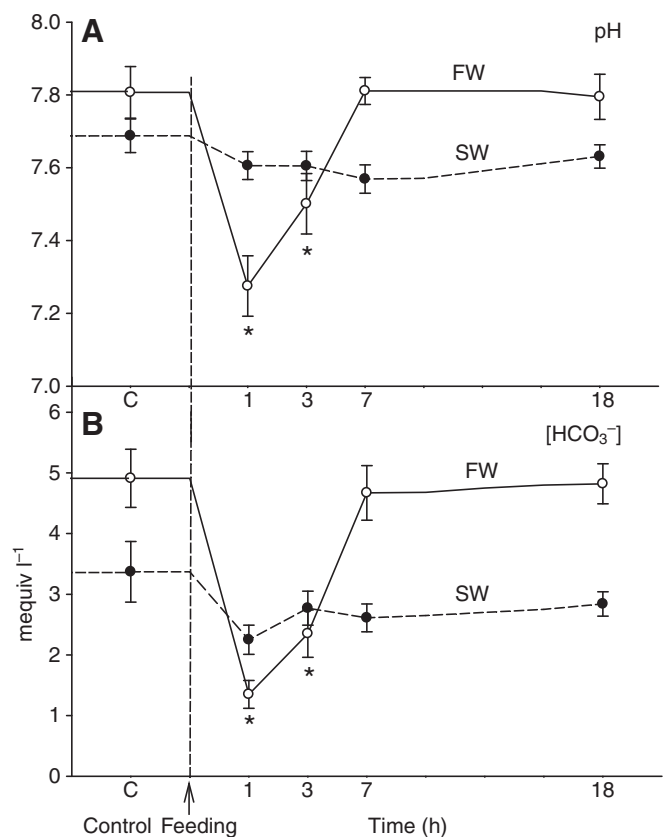 A
pH
8.0
7.8
7.6
7.4
7.2
7.0
FW
SW
*
*
C 1 3 7 18
B
[HCO₃⁻]
6
5
4
3
2
1
0
mequiv l⁻¹
FW
SW
*
*
C 1 3 7 18
Control Feeding Time (h)